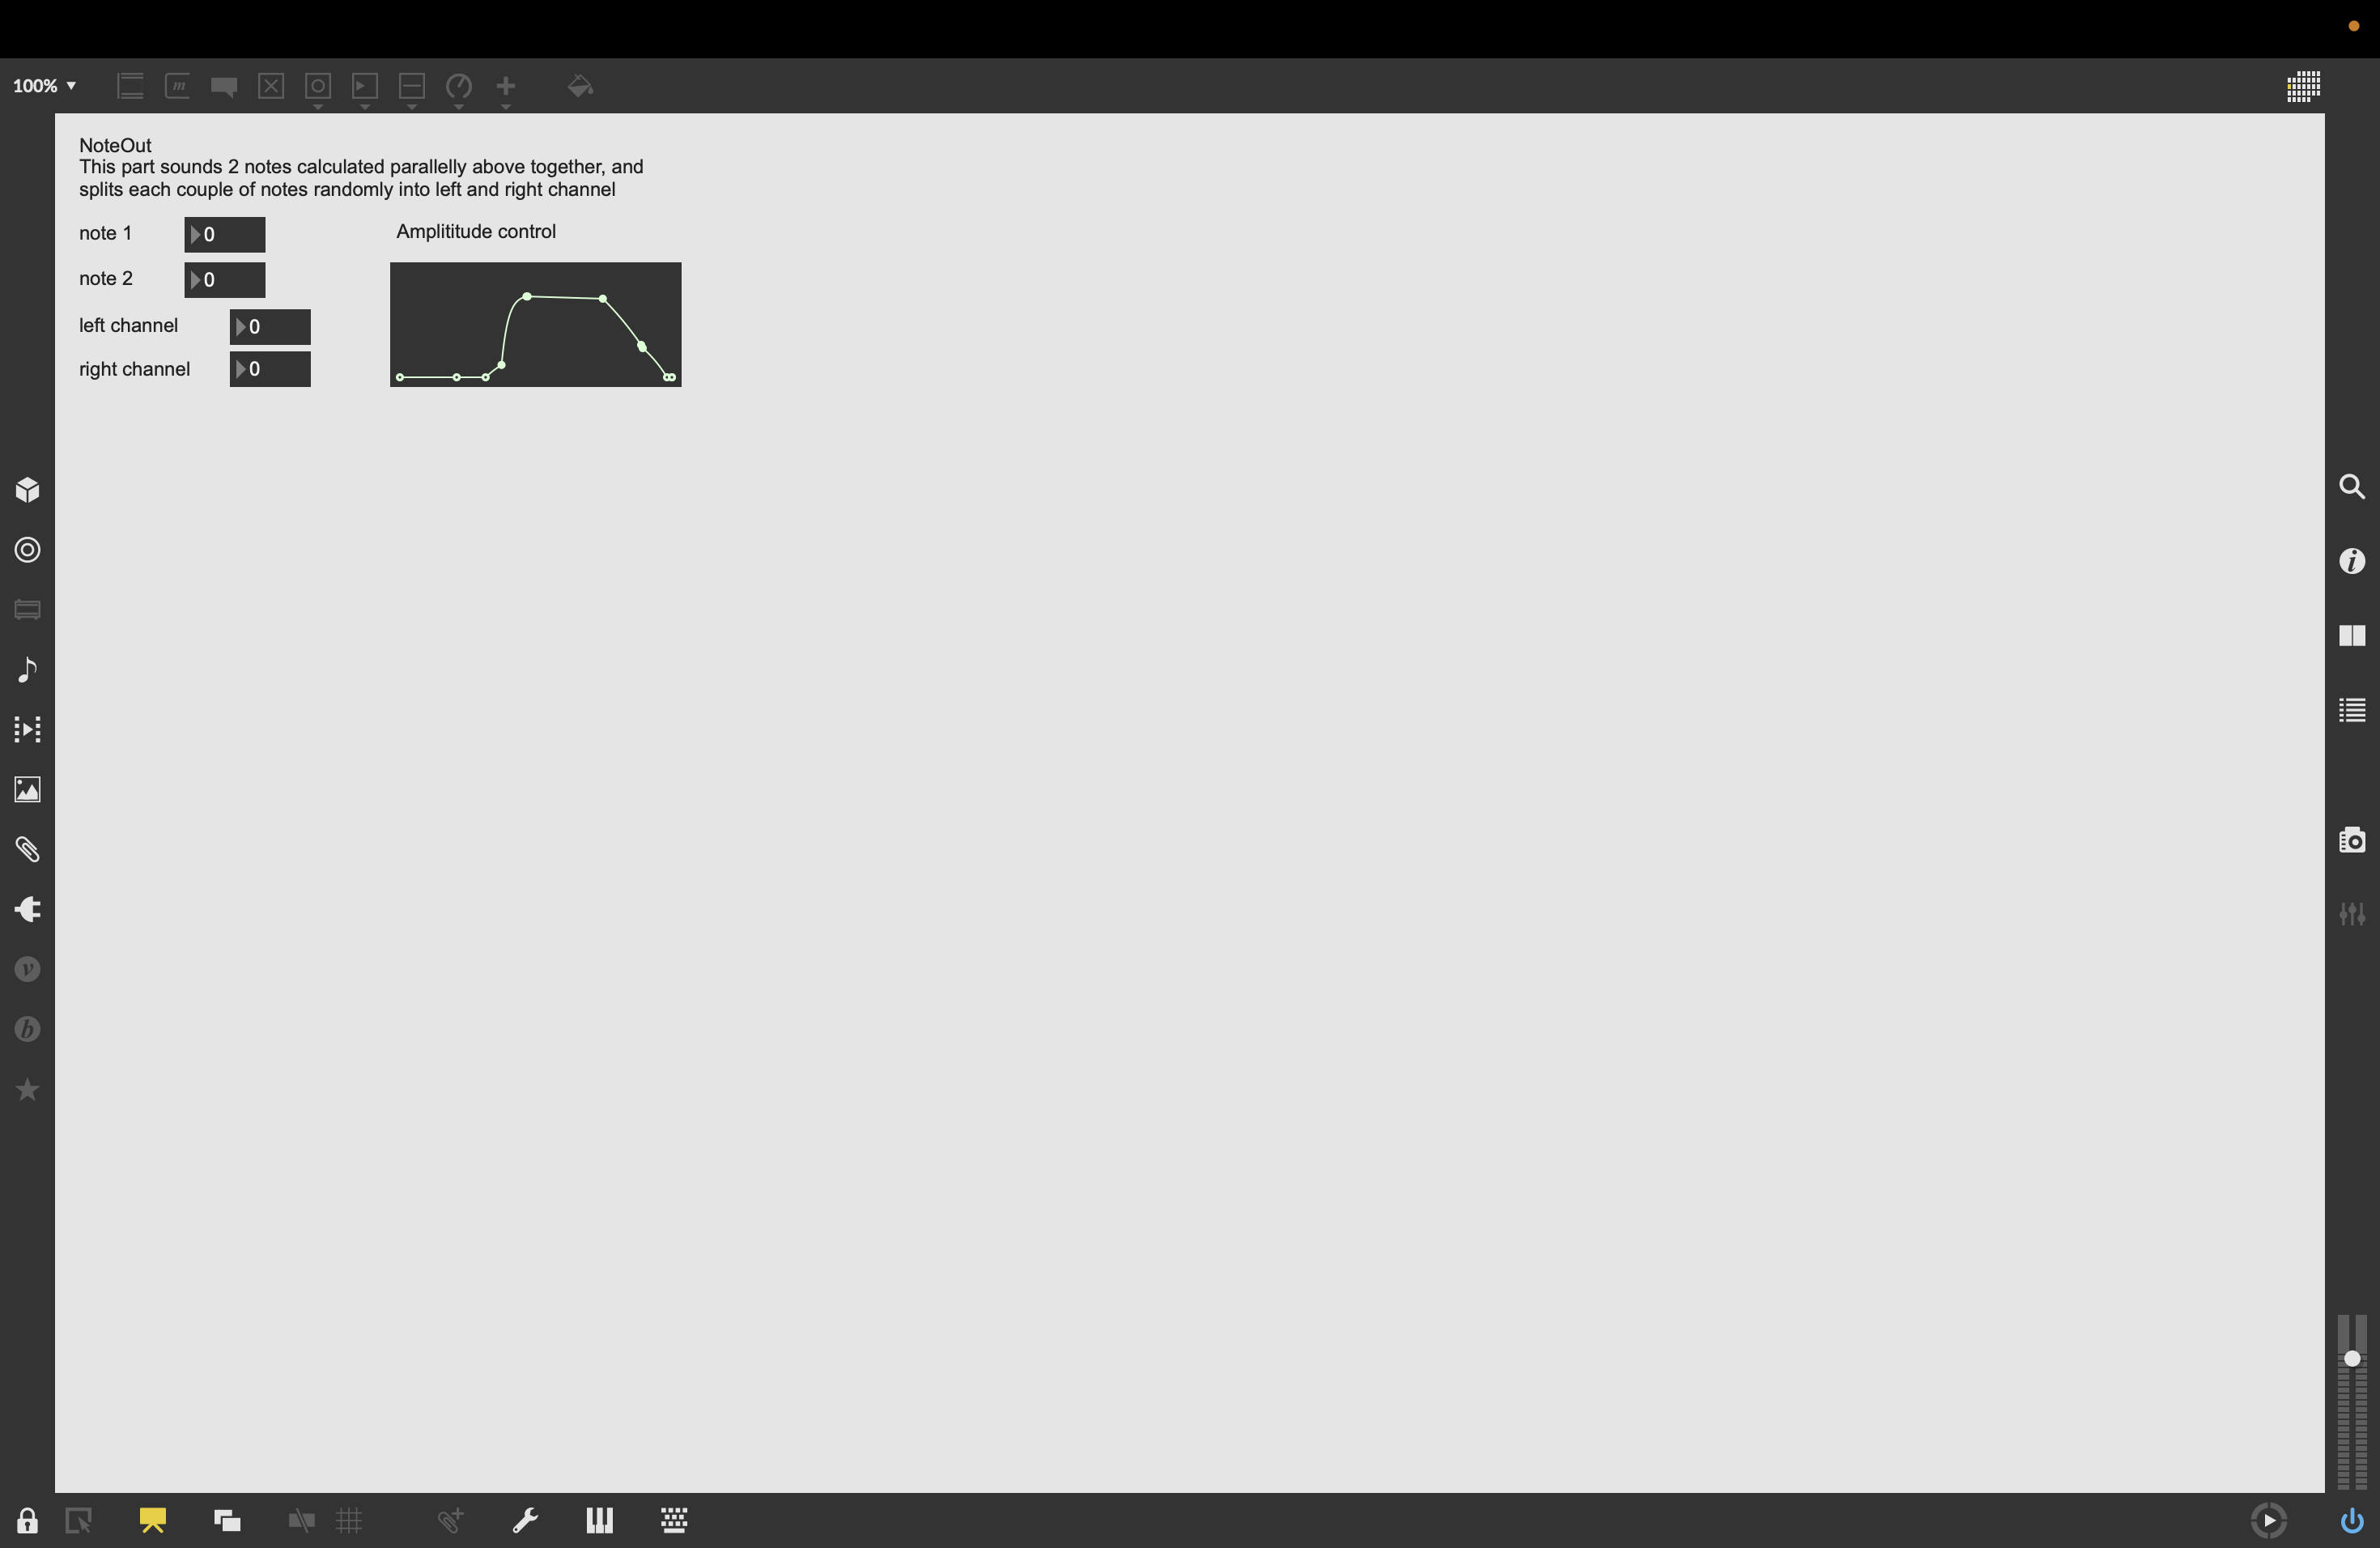 100%
NoteOut
This part sounds 2 notes calculated parallelly above together, and
splits each couple of notes randomly into left and right channel
note 1
0
Amplititude control
note 2
0
left channel
0
right channel
0